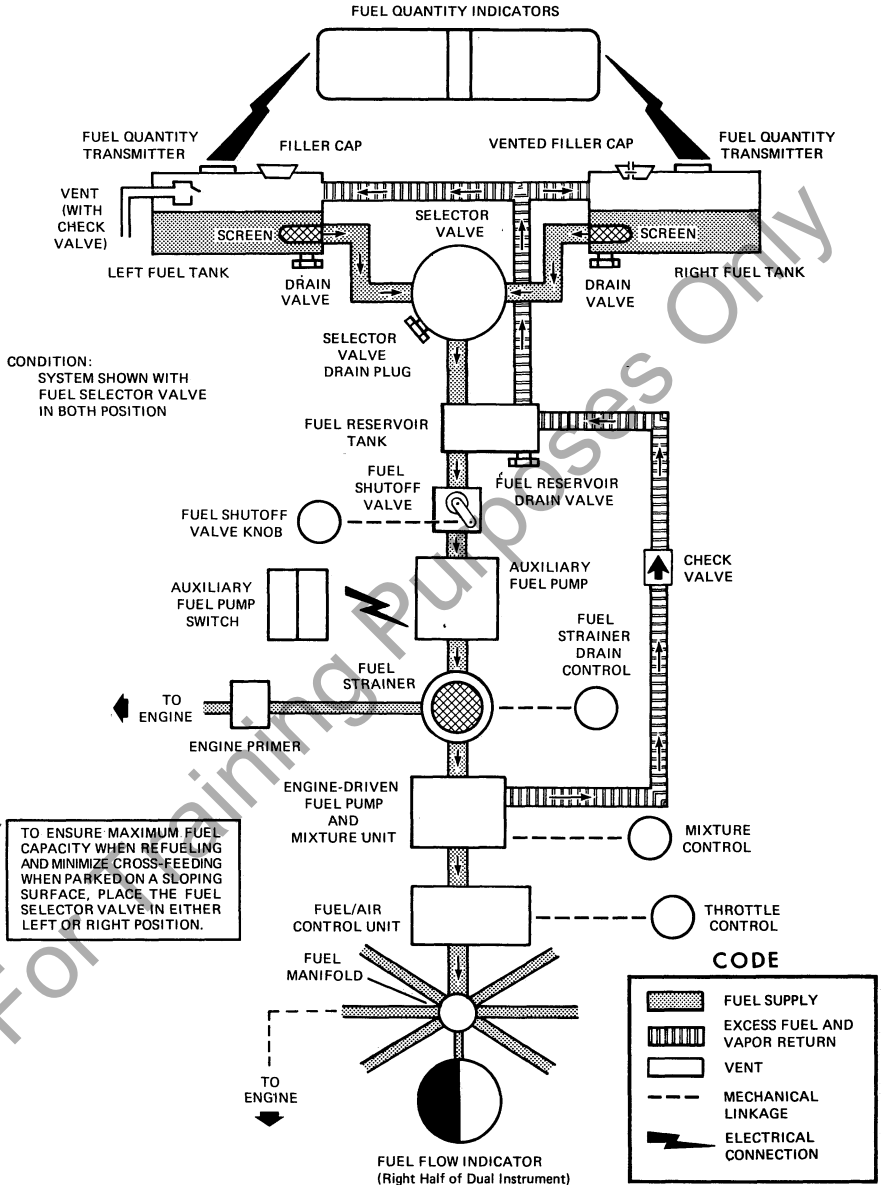 FUEL QUANTITY INDICATORS
FUEL QUANTITY
TRANSMITTER
FILLER CAP
VENTED FILLER CAP
FUEL QUANTITY
TRANSMITTER
VENT
(WITH
CHECK
VALVE)
SELECTOR
VALVE
SCREEN
SCREEN
LEFT FUEL TANK
DRAIN
VALVE
DRAIN
VALVE
RIGHT FUEL TANK
SELECTOR
VALVE
DRAIN PLUG
CONDITION:
SYSTEM SHOWN WITH
FUEL SELECTOR VALVE
IN BOTH POSITION
FUEL RESERVOIR
TANK
FUEL RESERVOIR
DRAIN VALVE
FUEL
SHUTOFF
VALVE
FUEL SHUTOFF
VALVE KNOB
AUXILIARY
FUEL PUMP
SWITCH
AUXILIARY
FUEL PUMP
CHECK
VALVE
FUEL
STRAINER
DRAIN
CONTROL
FUEL
STRAINER
TO
ENGINE
ENGINE PRIMER
ENGINE-DRIVEN
FUEL PUMP
AND
MIXTURE UNIT
MIXTURE
CONTROL
TO ENSURE MAXIMUM FUEL
CAPACITY WHEN REFUELING
AND MINIMIZE CROSS-FEEDING
WHEN PARKED ON A SLOPING
SURFACE, PLACE THE FUEL
SELECTOR VALVE IN EITHER
LEFT OR RIGHT POSITION.
FUEL/AIR
CONTROL UNIT
THROTTLE
CONTROL
FUEL
MANIFOLD
TO
ENGINE
FUEL FLOW INDICATOR
(Right Half of Dual Instrument)
CODE
FUEL SUPPLY
EXCESS FUEL AND
VAPOR RETURN
VENT
MECHANICAL
LINKAGE
ELECTRICAL
CONNECTION
For Training Purposes Only